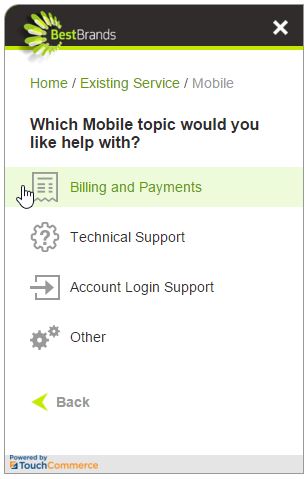 BestBrands
Home / Existing Service / Mobile
Which Mobile topic would you
like help with?
Billing and Payments
Technical Support
Account Login Support
Other
Back
Powered by
TouchCommerce